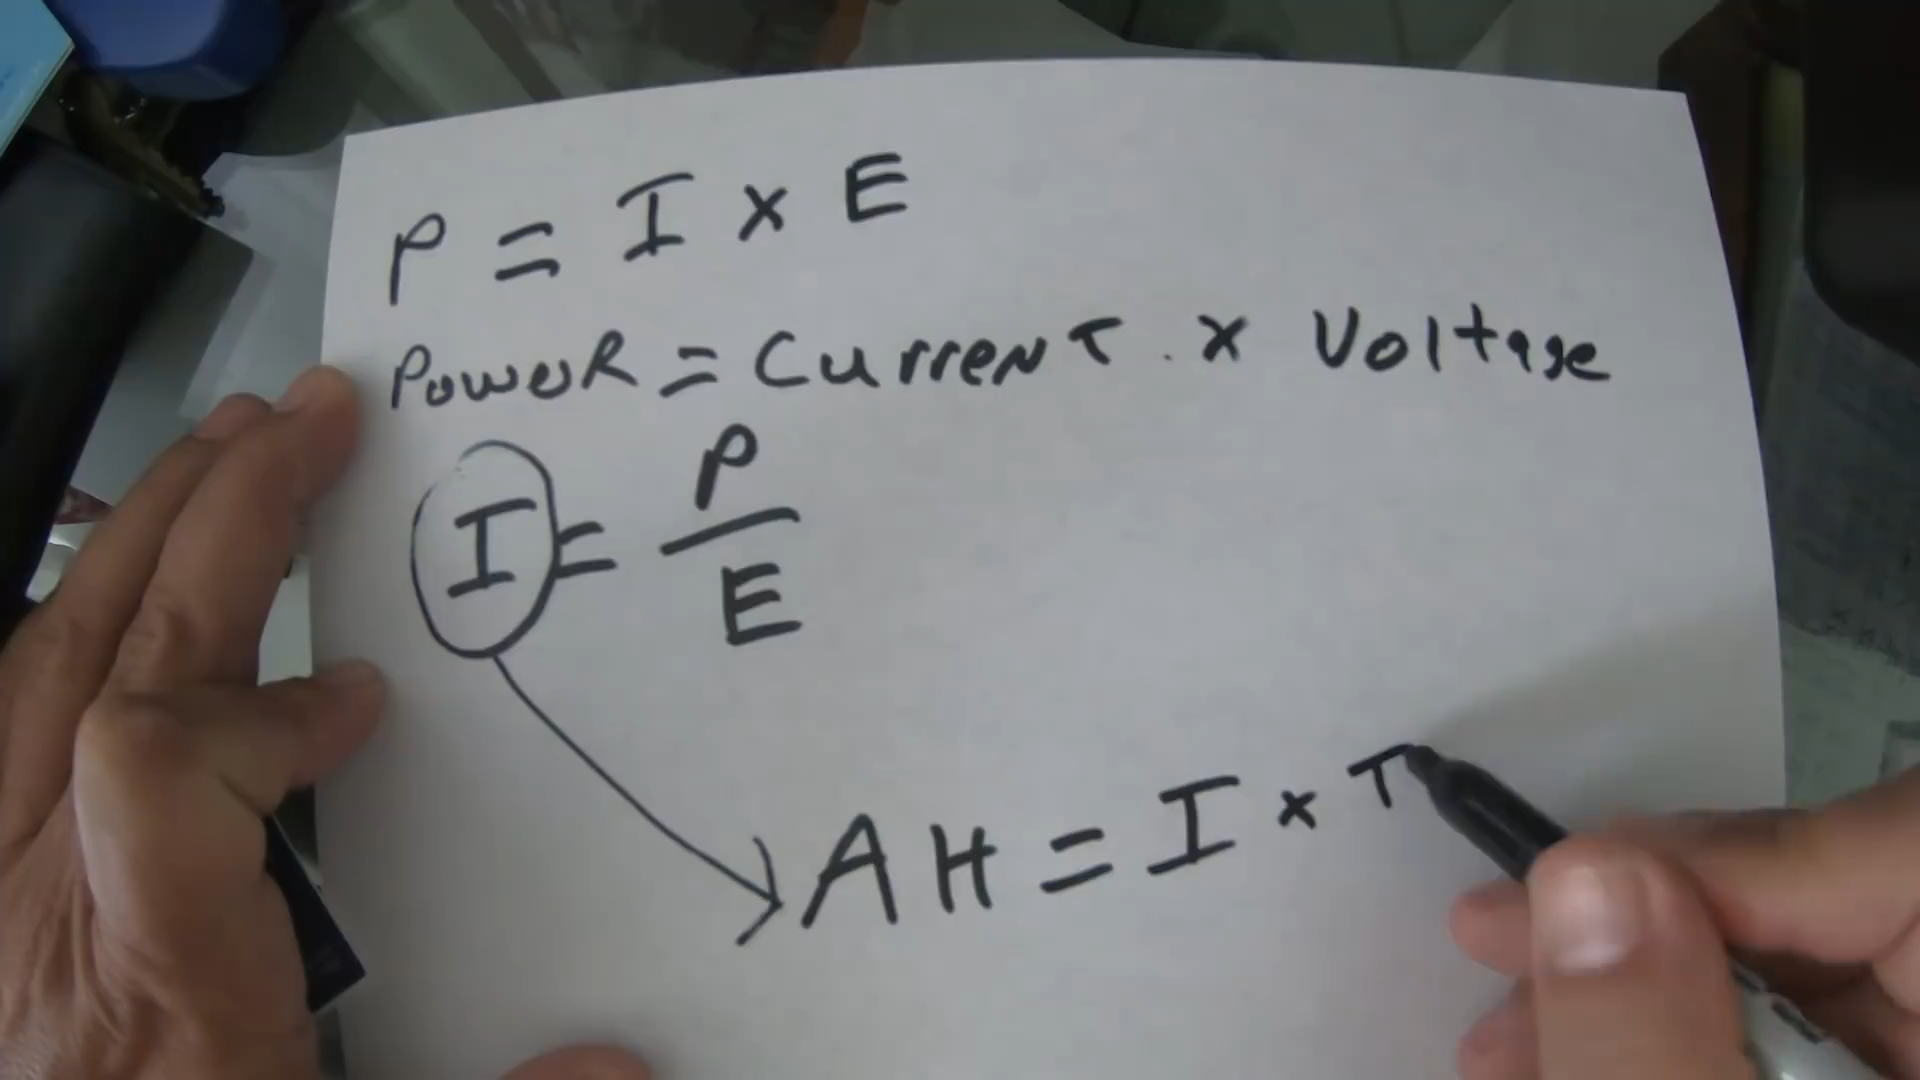 P = I x E
Power = Current . x Voltage
I = P/E
AH = I x T